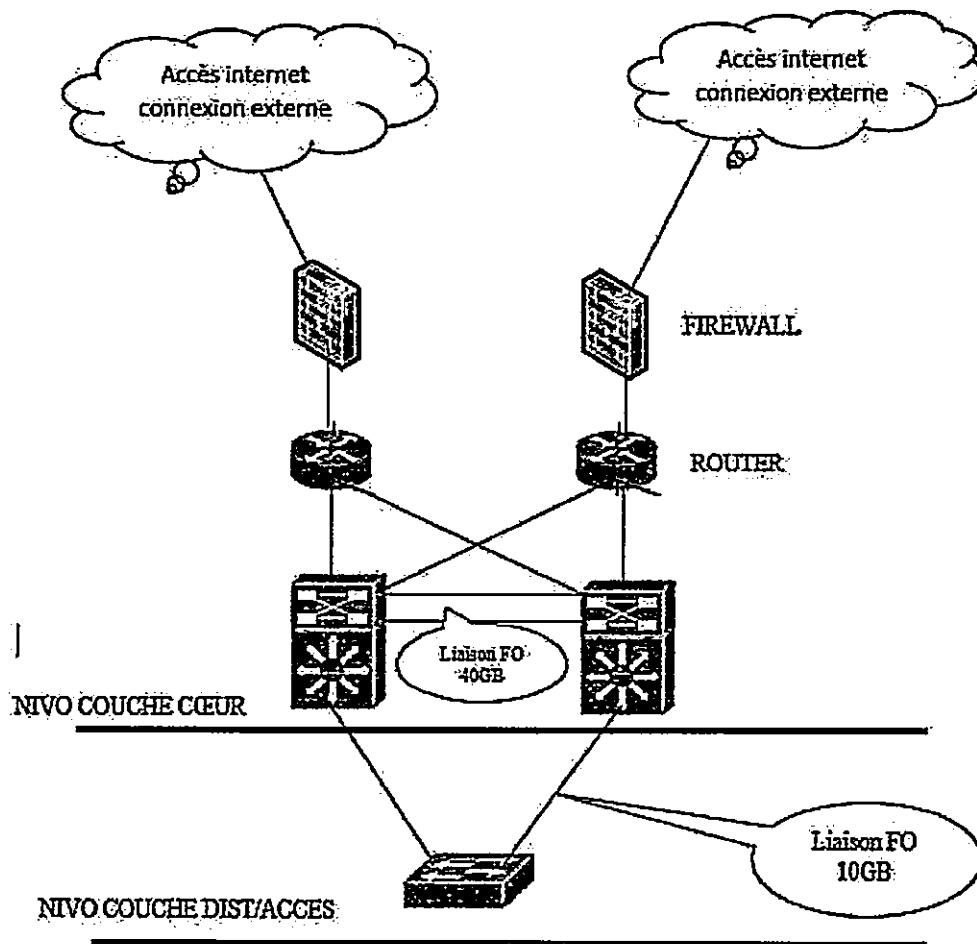 Accès internet
connexion externe
Accès internet
connexion externe
FIREWALL
ROUTER
Liaison FO
40GB
NIVO COUCHE CŒUR
Liaison FO
10GB
NIVO COUCHE DIST/ACCES